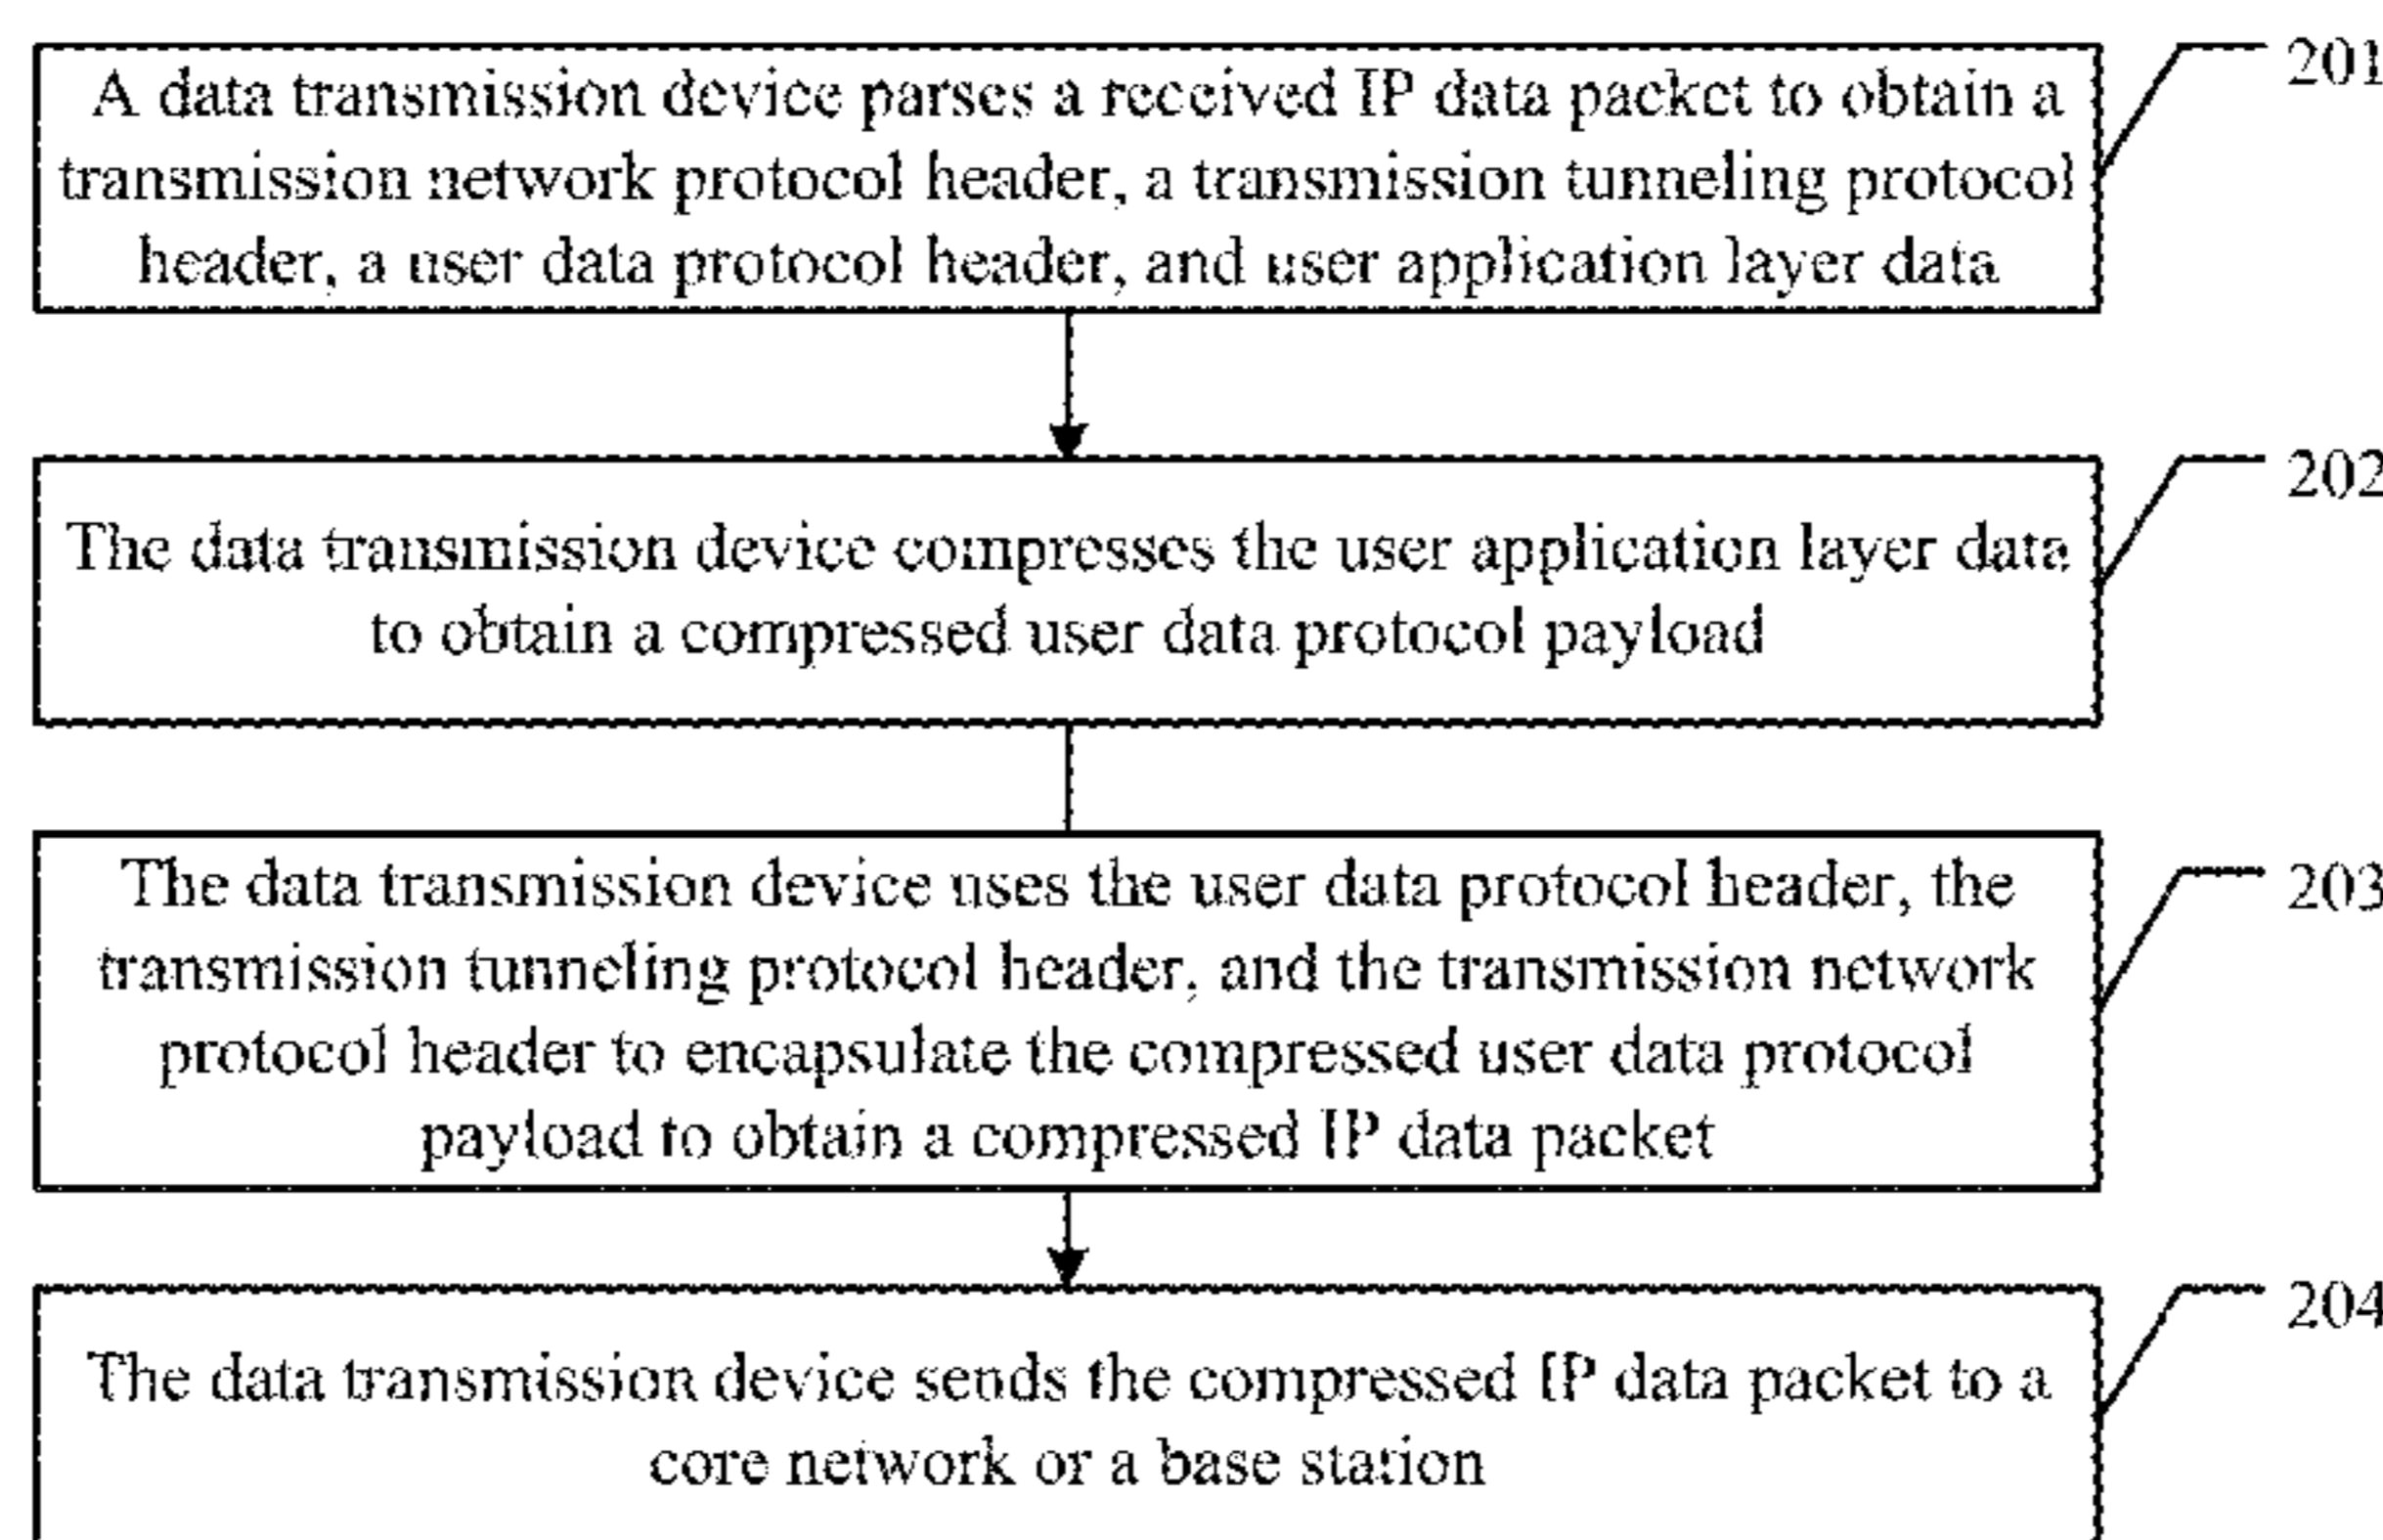 A data transmission device parses a received IP data packet to obtain a
transmission network protocol header, a transmission tunneling protocol
header, a user data protocol header, and user application layer data
201
The data transmission device compresses the user application layer data
to obtain a compressed user data protocol payload
202
The data transmission device uses the user data protocol header, the
transmission tunneling protocol header, and the transmission network
protocol header to encapsulate the compressed user data protocol
payload to obtain a compressed IP data packet
203
The data transmission device sends the compressed IP data packet to a
core network or a base station
204